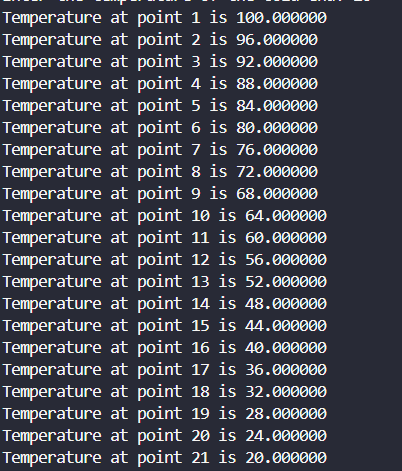 Temperature at point 1 is 100.000000
Temperature at point 2 is 96.000000
Temperature at point 3 is 92.000000
Temperature at point 4 is 88.000000
Temperature at point 5 is 84.000000
Temperature at point 6 is 80.000000
Temperature at point 7 is 76.000000
Temperature at point 8 is 72.000000
Temperature at point 9 is 68.000000
Temperature at point 10 is 64.000000
Temperature at point 11 is 60.000000
Temperature at point 12 is 56.000000
Temperature at point 13 is 52.000000
Temperature at point 14 is 48.000000
Temperature at point 15 is 44.000000
Temperature at point 16 is 40.000000
Temperature at point 17 is 36.000000
Temperature at point 18 is 32.000000
Temperature at point 19 is 28.000000
Temperature at point 20 is 24.000000
Temperature at point 21 is 20.000000